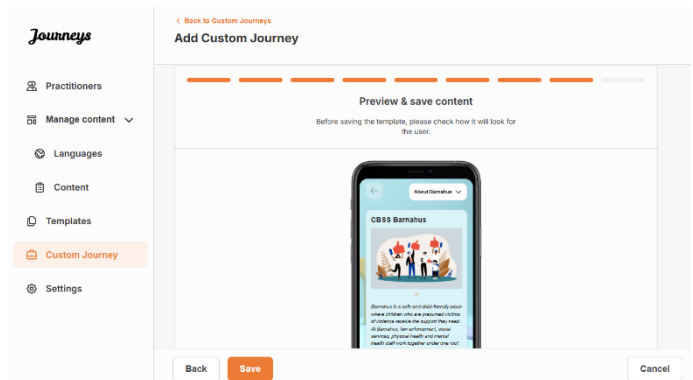 Journeys
< Back to Custom Journeys
Add Custom Journey
Practitioners
Manage content
Languages
Content
Templates
Custom Journey
Settings
Preview & save content
Before saving the template, please check how it will look for
the user.
About Barnahus
CBSS Barnahus
Barnahus is a safe and child-friendly place
where children who are presumed victims
of violence receive the support they need.
At Barnahus, law enforcement, social
services, physical health and mental
health staff work together under one roof.
Back
Save
Cancel